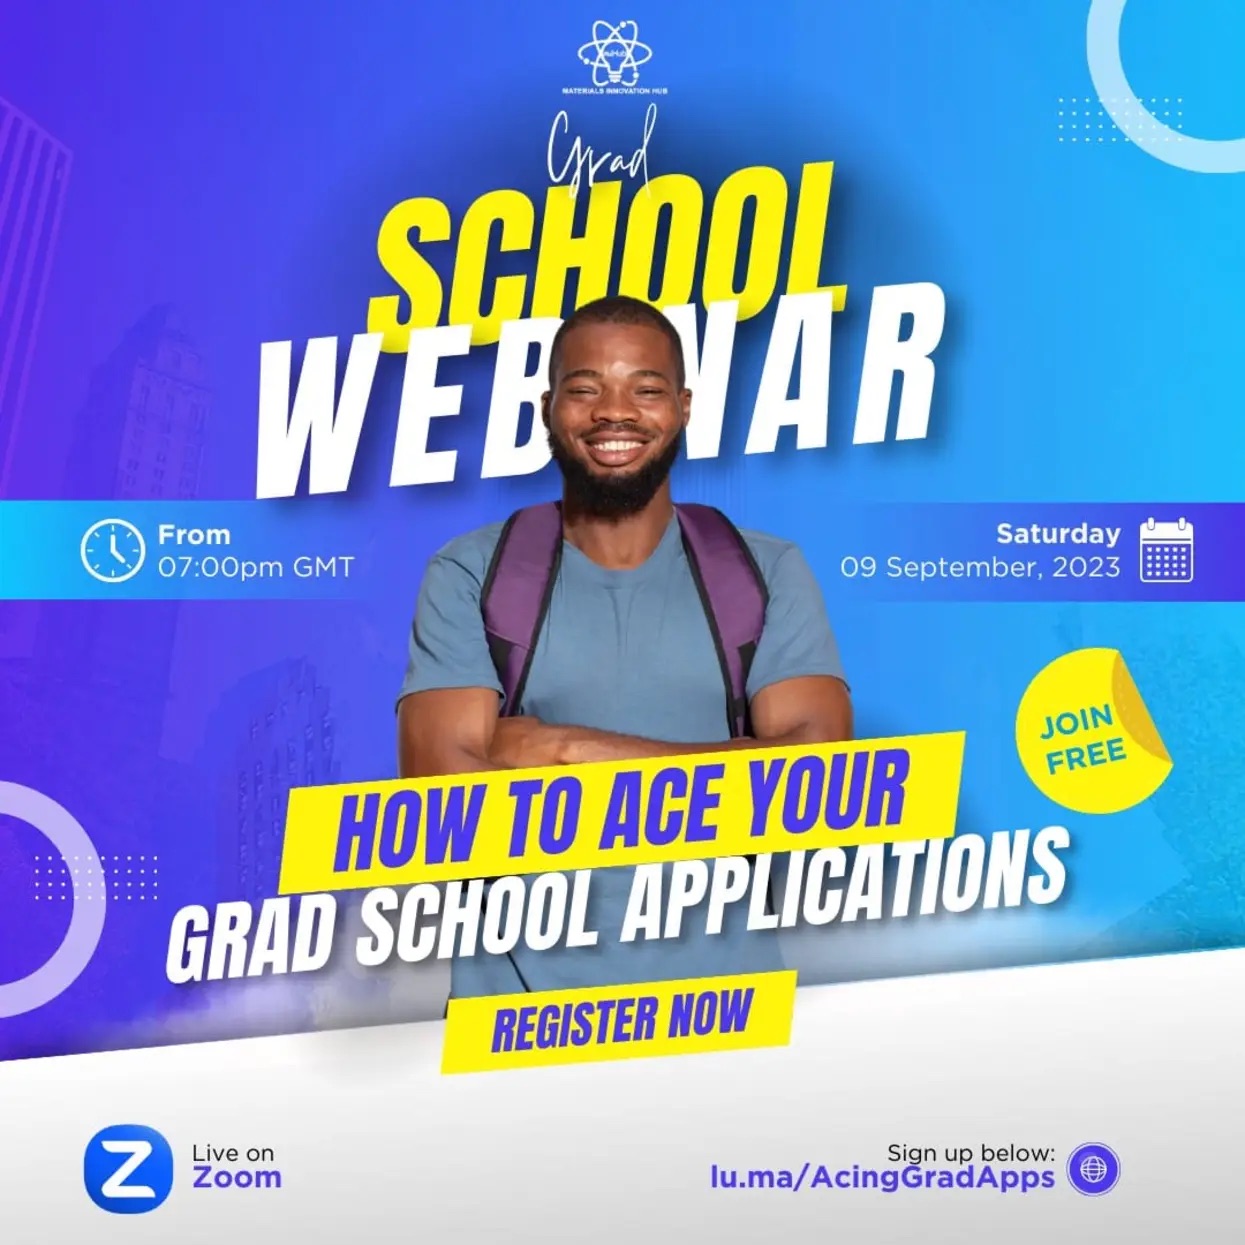 MiHub
MATERIALS INNOVATION HUB
Grad
SCHOOL
WEBINAR
From
07:00pm GMT
Saturday
09 September, 2023
JOIN
FREE
HOW TO ACE YOUR
GRAD SCHOOL APPLICATIONS
REGISTER NOW
Live on
Zoom
Sign up below:
lu.ma/AcingGradApps